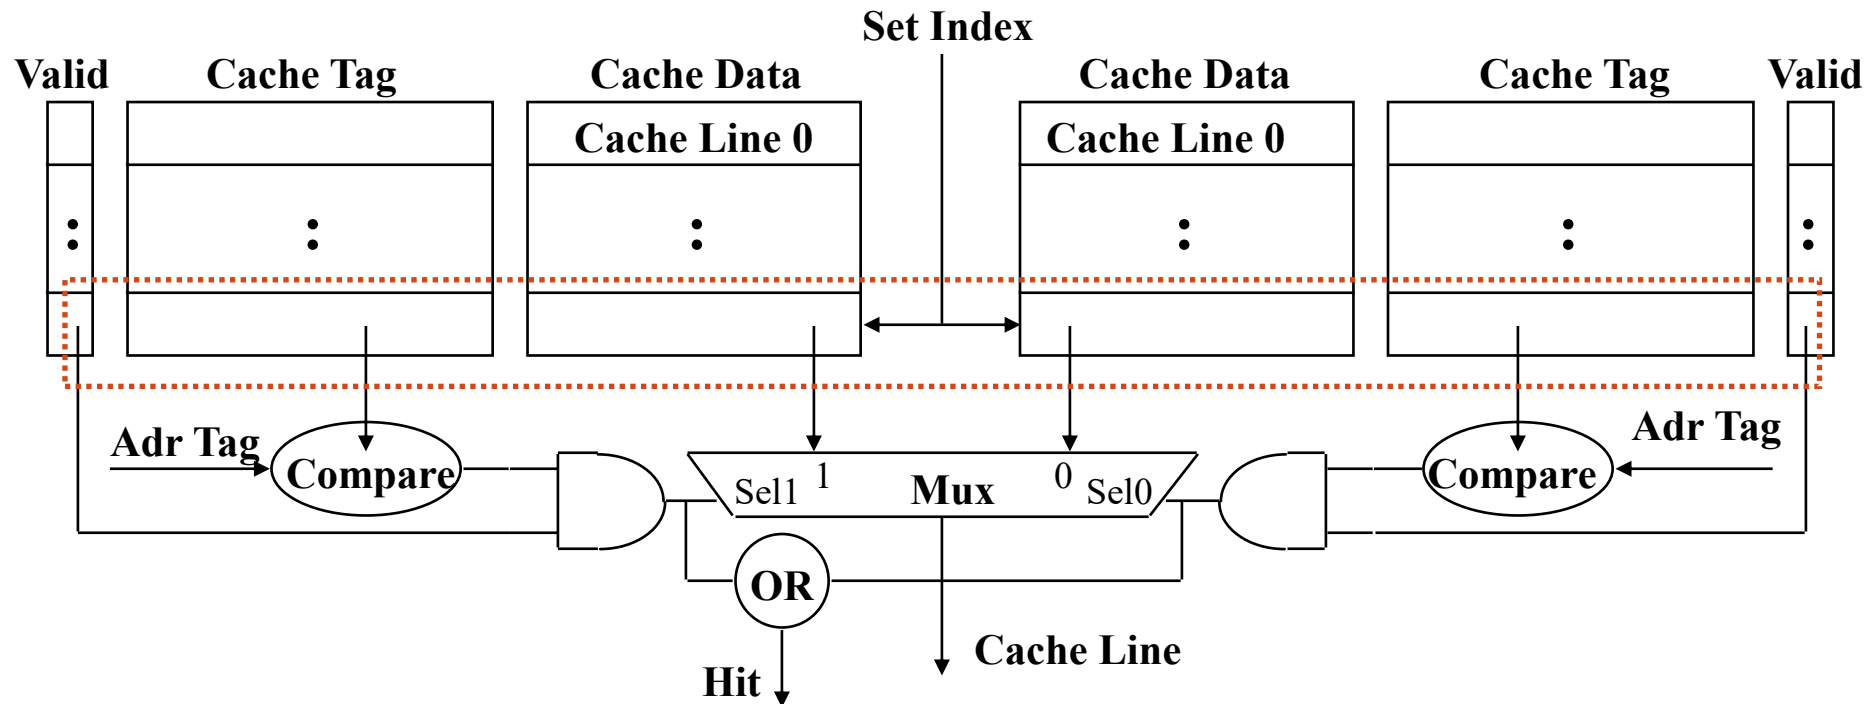 Set Index
Valid Cache Tag Cache Data Cache Data Cache Tag Valid
Cache Line 0 Cache Line 0
Adr Tag Adr Tag
Compare Sel1 1 Mux 0 Sel0 Compare
OR
Cache Line
Hit